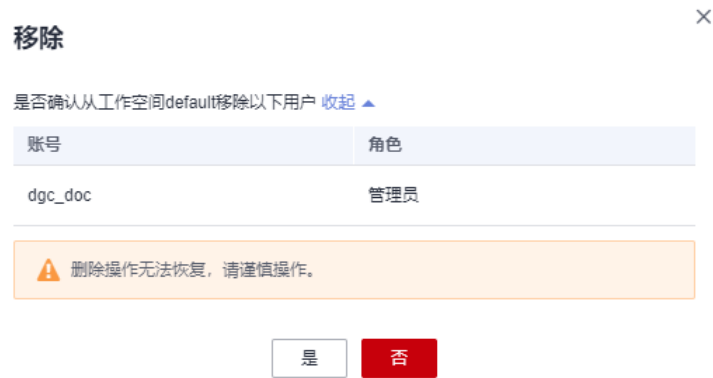 移除
是否确认从工作空间default移除以下用户 收起
账号 角色
dgc_doc 管理员
删除操作无法恢复，请谨慎操作。
是 否